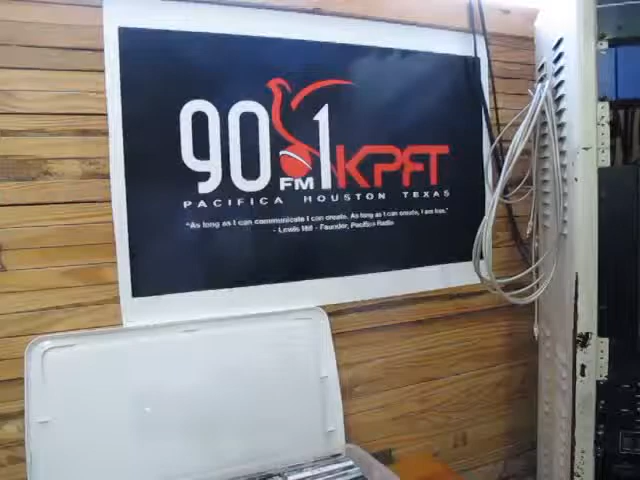 90.1 KPFT
FM
PACIFICA HOUSTON TEXAS
"As long as I can communicate I can create. As long as I can create, I am free."
- Lewis Hill - Founder, Pacifica Radio